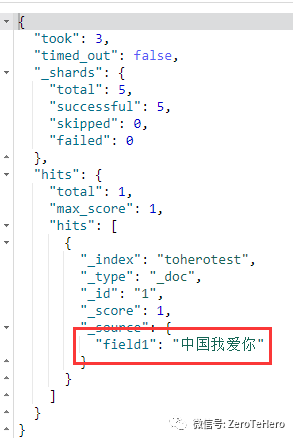 {
"took": 3,
"timed_out": false,
"_shards": {
"total": 5,
"successful": 5,
"skipped": 0,
"failed": 0
},
"hits": {
"total": 1,
"max_score": 1,
"hits": [
{
"_index": "toherotest",
"_type": "_doc",
"_id": "1",
"_score": 1,
"_source": {
"field1": "中国我爱你"
}
}
]
}
}
微信号: ZeroTeHero